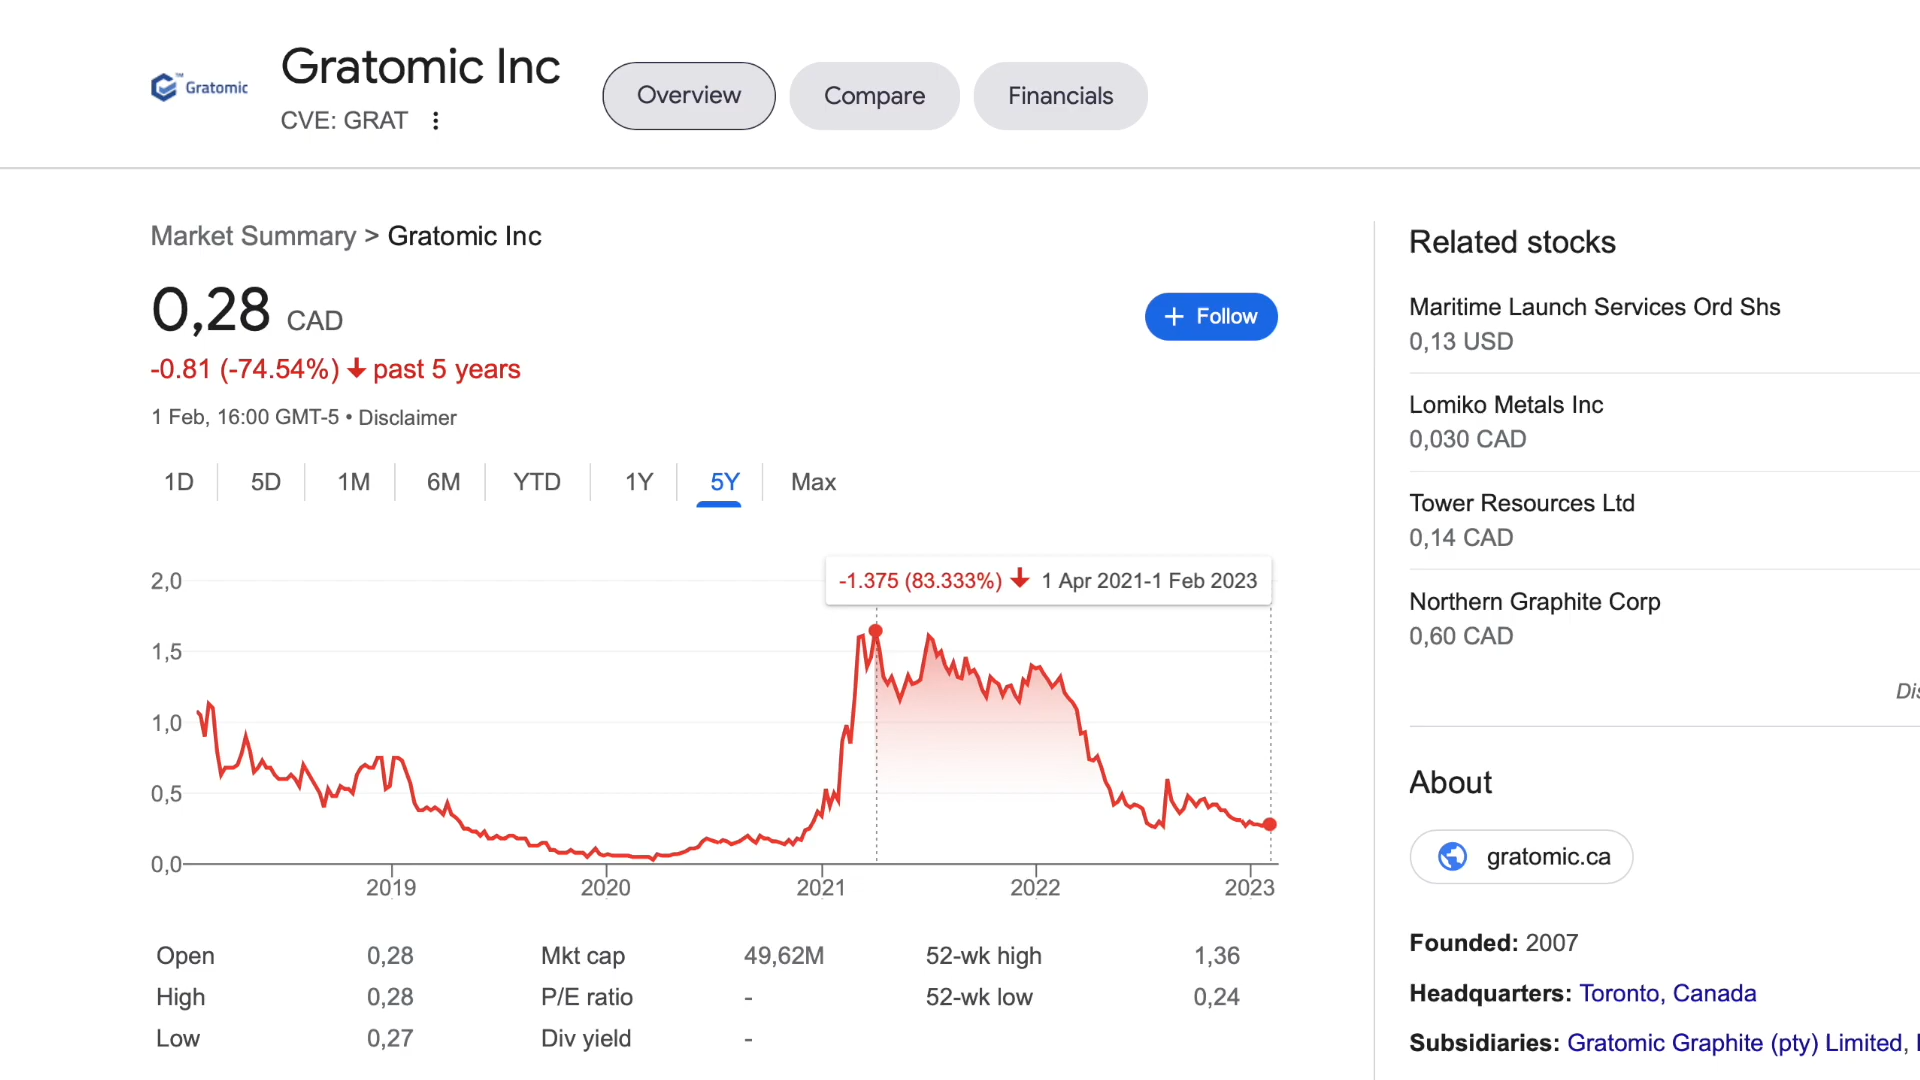 Gratomic Inc
™
Gratomic
CVE: GRAT
Overview
Compare
Financials
Market Summary > Gratomic Inc
0,28 CAD
-0.81 (-74.54%) past 5 years
1 Feb, 16:00 GMT-5 • Disclaimer
+ Follow
1D 5D 1M 6M YTD 1Y 5Y Max
-1.375 (83.333%) 1 Apr 2021-1 Feb 2023
2,0
1,5
1,0
0,5
0,0
2019 2020 2021 2022 2023
Open 0,28 Mkt cap 49,62M 52-wk high 1,36
High 0,28 P/E ratio - 52-wk low 0,24
Low 0,27 Div yield -
Related stocks
Maritime Launch Services Ord Shs
0,13 USD
Lomiko Metals Inc
0,030 CAD
Tower Resources Ltd
0,14 CAD
Northern Graphite Corp
0,60 CAD
About
gratomic.ca
Founded: 2007
Headquarters: Toronto, Canada
Subsidiaries: Gratomic Graphite (pty) Limited,